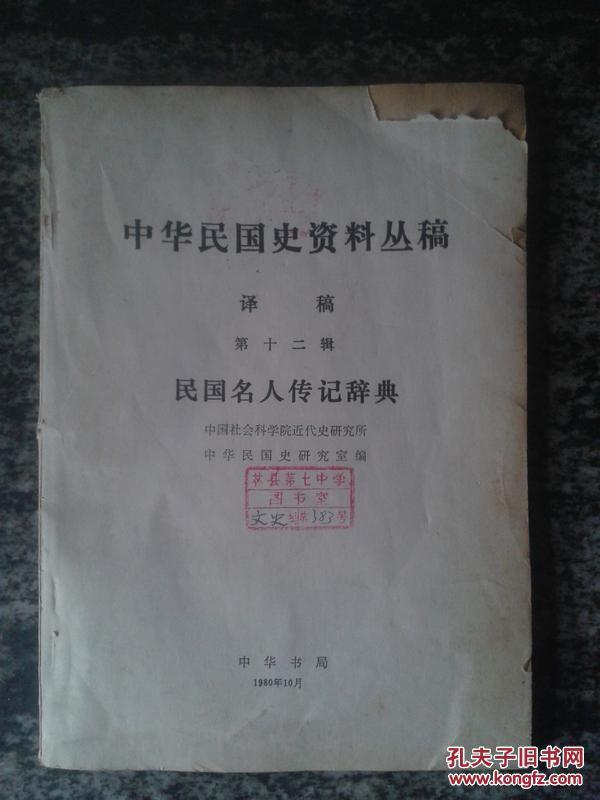 中华民国史资料丛稿
译 稿
第十二辑
民国名人传记辞典
中国社会科学院近代史研究所
中华民国史研究室编
林县第七中学
图书室
文史 组第383号
中华书局
1980年10月
孔夫子旧书网
www.kongfz.com